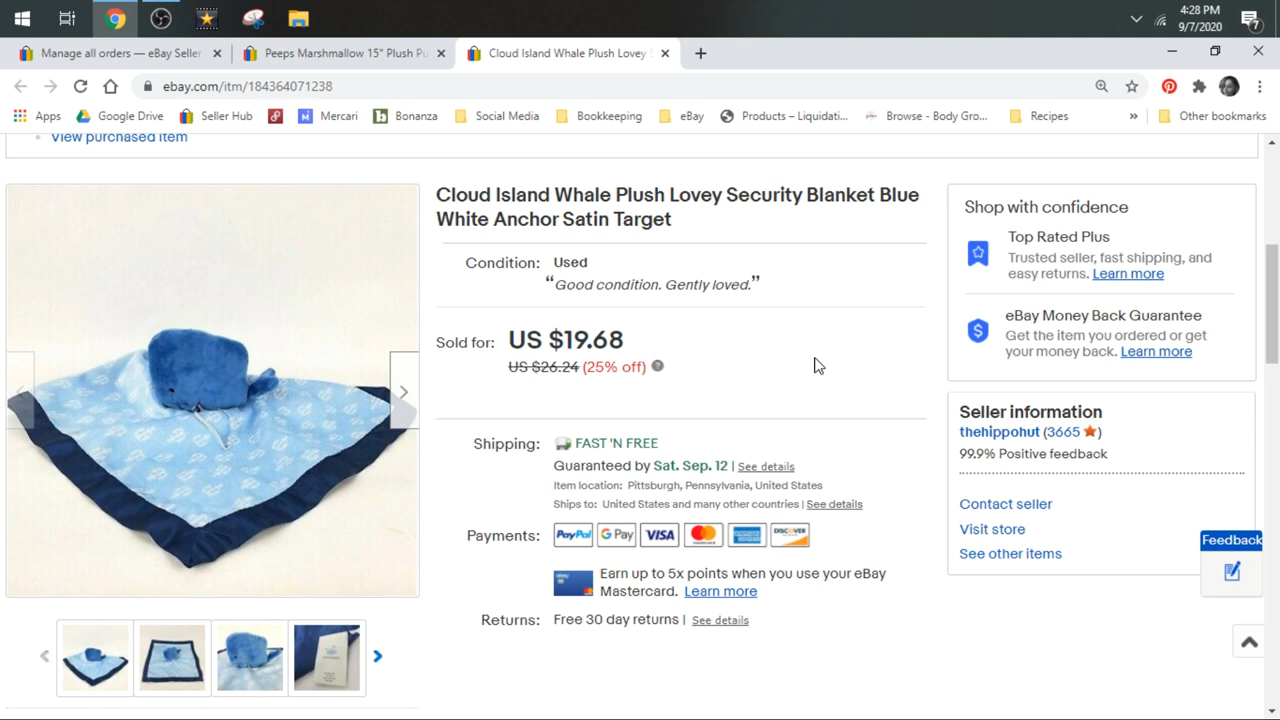 4:28 PM
9/7/2020
7
Manage all orders — eBay Seller
Peeps Marshmallow 15" Plush Pu
Cloud Island Whale Plush Lovey S
ebay.com/itm/184364071238
Apps
Google Drive
Seller Hub
Mercari
Bonanza
Social Media
Bookkeeping
eBay
Products – Liquidati...
Browse - Body Gro...
Recipes
»
Other bookmarks
View purchased item
Cloud Island Whale Plush Lovey Security Blanket Blue
White Anchor Satin Target
Condition: Used
“Good condition. Gently loved.”
Sold for: US $19.68
US $26.24 (25% off)
Shipping: FAST 'N FREE
Guaranteed by Sat. Sep. 12 | See details
Item location: Pittsburgh, Pennsylvania, United States
Ships to: United States and many other countries | See details
Payments: PayPal G Pay VISA MasterCard AMERICAN EXPRESS DISCOVER
Earn up to 5x points when you use your eBay
Mastercard. Learn more
Returns: Free 30 day returns | See details
Shop with confidence
Top Rated Plus
Trusted seller, fast shipping, and
easy returns. Learn more
eBay Money Back Guarantee
Get the item you ordered or get
your money back. Learn more
Seller information
thehippohut (3665)
99.9% Positive feedback
Contact seller
Visit store
See other items
Feedback